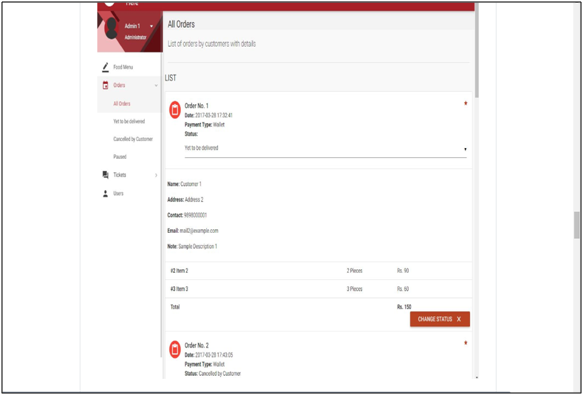 Admin 1
Administrator
Food Menu
Orders
All Orders
Yet to be delivered
Cancelled by Customer
Paused
Tickets
Users
All Orders
List of orders by customers with details
LIST
Order No. 1
Date: 2017-03-28 17:32:41
Payment Type: Wallet
Status:
Yet to be delivered
Name: Customer 1
Address: Address 2
Contact:
Email: mail2@example.com
Note: Sample Description 1
#2 Item 2 2 Pieces Rs. 90
#3 Item 3 3 Pieces Rs. 60
Total Rs. 150
CHANGE STATUS X
Order No. 2
Date: 2017-03-28 17:43:05
Payment Type: Wallet
Status: Cancelled by Customer